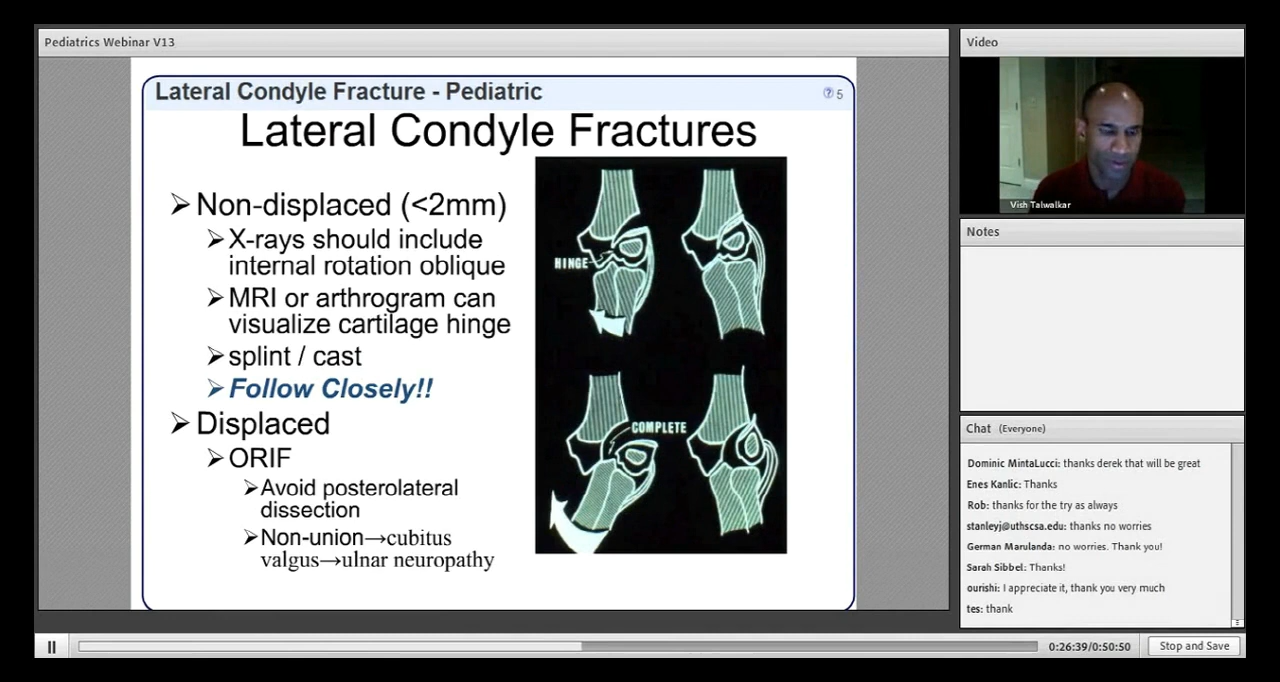 Pediatrics Webinar V13
Lateral Condyle Fracture - Pediatric
? 5
Lateral Condyle Fractures
➢Non-displaced (<2mm)
➢X-rays should include
internal rotation oblique
➢MRI or arthrogram can
visualize cartilage hinge
➢splint / cast
➢Follow Closely!!
➢Displaced
➢ORIF
➢Avoid posterolateral
dissection
➢Non-union→cubitus
valgus→ulnar neuropathy
HINGE
COMPLETE
Video
Vish Talwalkar
Notes
Chat (Everyone)
Dominic MintaLucci: thanks derek that will be great
Enes Kanlic: Thanks
Rob: thanks for the try as always
stanleyj@uthscsa.edu: thanks no worries
German Marulanda: no worries. Thank you!
Sarah Sibbel: Thanks!
ourishi: I appreciate it, thank you very much
tes: thank
0:26:39/0:50:50
Stop and Save